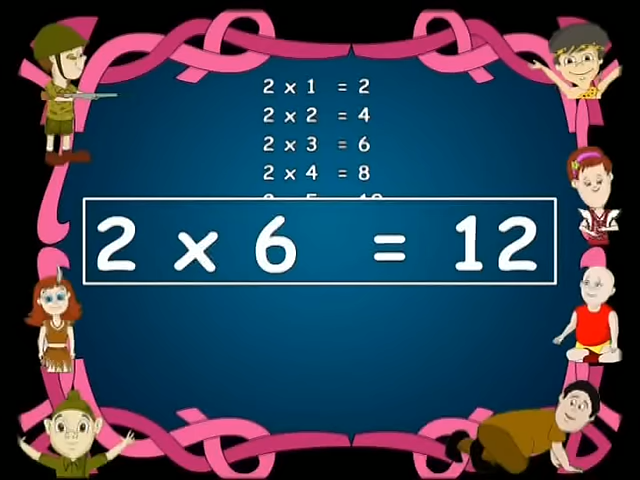 2 x 1 = 2
2 x 2 = 4
2 x 3 = 6
2 x 4 = 8
2 x 6 = 12